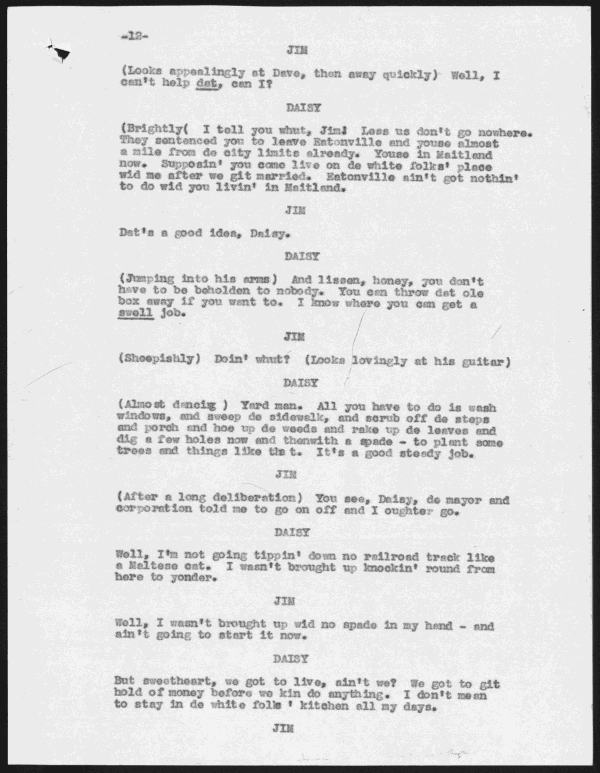 -12-
JIM
(Looks appealingly at Dave, then away quickly) Well, I
can't help dat, can I?
DAISY
(Brightly( I tell you whut, Jim! Less us don't go nowhere.
They sentenced you to leave Eatonville and youse almost
a mile from de city limits already. Youse in Maitland
now. Supposin' you come live on de white folks' place
wid me after we git married. Eatonville ain't got nothin'
to do wid you livin' in Maitland.
JIM
Dat's a good idea, Daisy.
DAISY
(Jumping into his arms) And lissen, honey, you don't
have to be beholden to nobody. You can throw dat ole
box away if you want to. I know where you can get a
swell job.
JIM
(Sheepishly) Doin' whut? (Looks lovingly at his guitar)
DAISY
(Almost dancing ) Yard man. All you have to do is wash
windows, and sweep de sidewalk, and scrub off de steps
and porch and hoe up de weeds and rake up de leaves and
dig a few holes now and thenwith a spade - to plant some
trees and things like that. It's a good steady job.
JIM
(After a long deliberation) You see, Daisy, de mayor and
corporation told me to go on off and I oughter go.
DAISY
Well, I'm not going tippin' down no railroad track like
a Maltese cat. I wasn't brought up knockin' round from
here to yonder.
JIM
Well, I wasn't brought up wid no spade in my hand - and
ain't going to start it now.
DAISY
But sweetheart, we got to live, ain't we? We got to git
hold of money before we kin do anything. I don't mean
to stay in de white folks ' kitchen all my days.
JIM